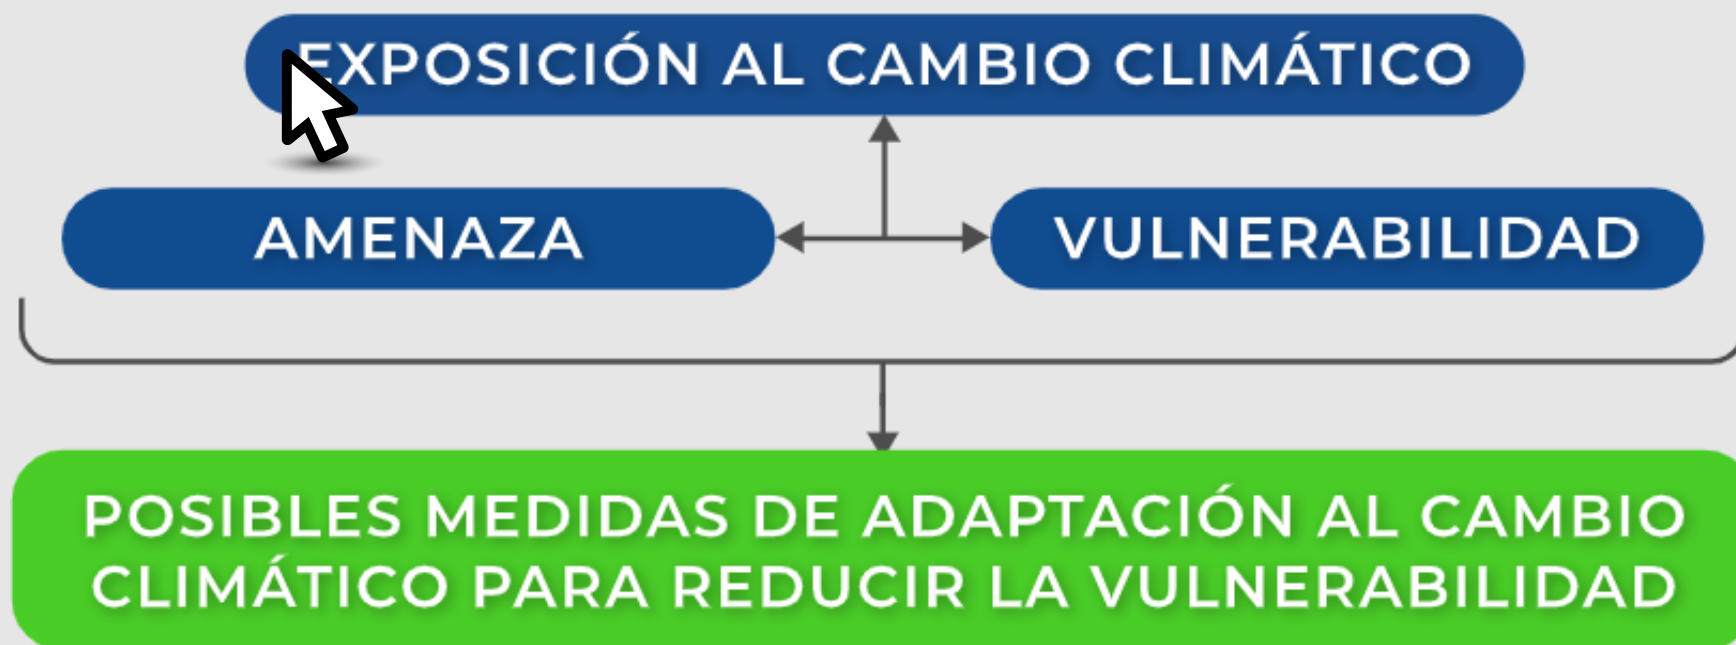 EXPOSICIÓN AL CAMBIO CLIMÁTICO
AMENAZA
VULNERABILIDAD
POSIBLES MEDIDAS DE ADAPTACIÓN AL CAMBIO
CLIMÁTICO PARA REDUCIR LA VULNERABILIDAD